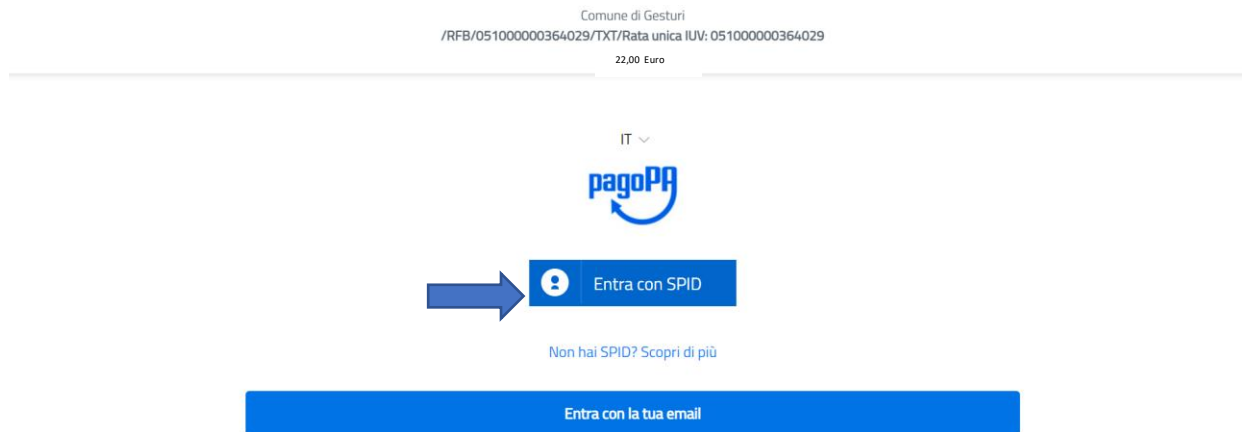 Comune di Gesturi
/RFB/051000000364029/TXT/Rata unica IUV: 051000000364029
22,00 Euro
IT
pagoPA
Entra con SPID
Non hai SPID? Scopri di più
Entra con la tua email